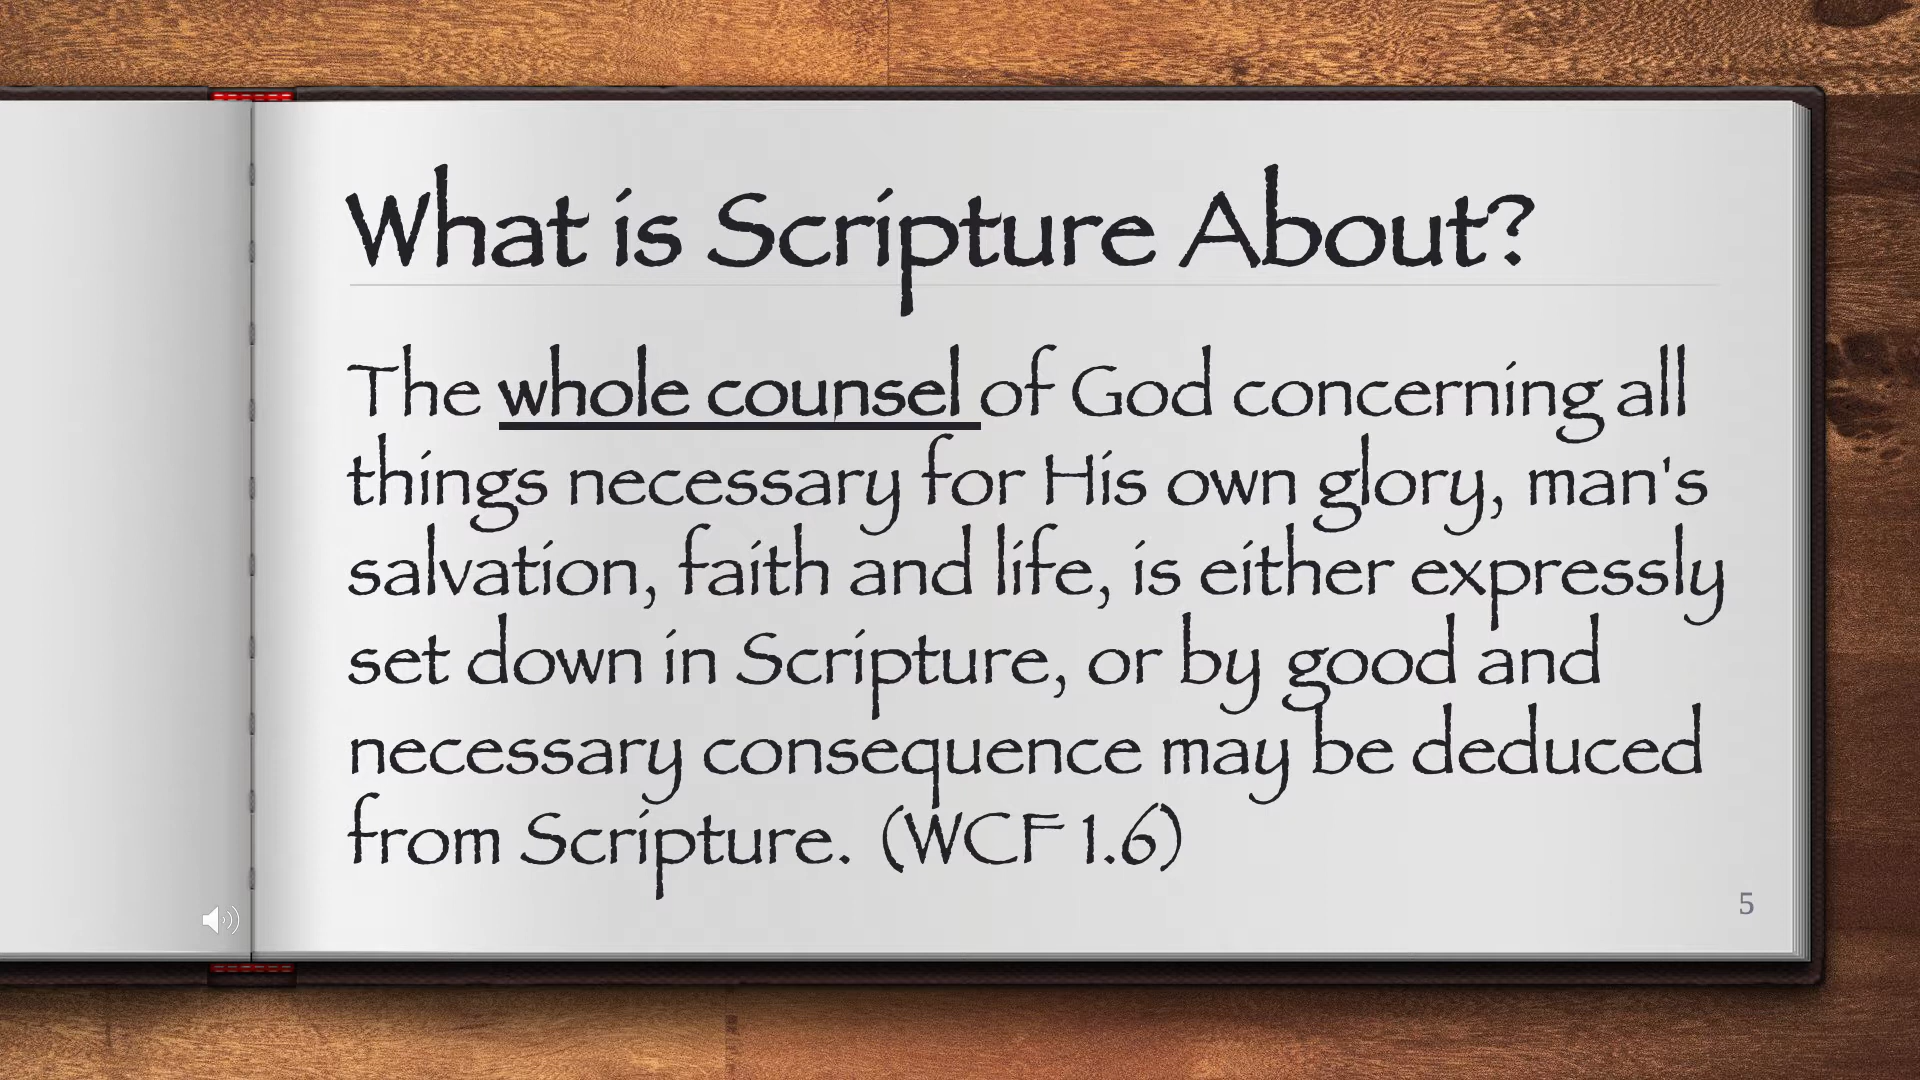 What is Scripture About?
The whole counsel of God concerning all
things necessary for His own glory, man's
salvation, faith and life, is either expressly
set down in Scripture, or by good and
necessary consequence may be deduced
from Scripture. (WCF 1.6)
5